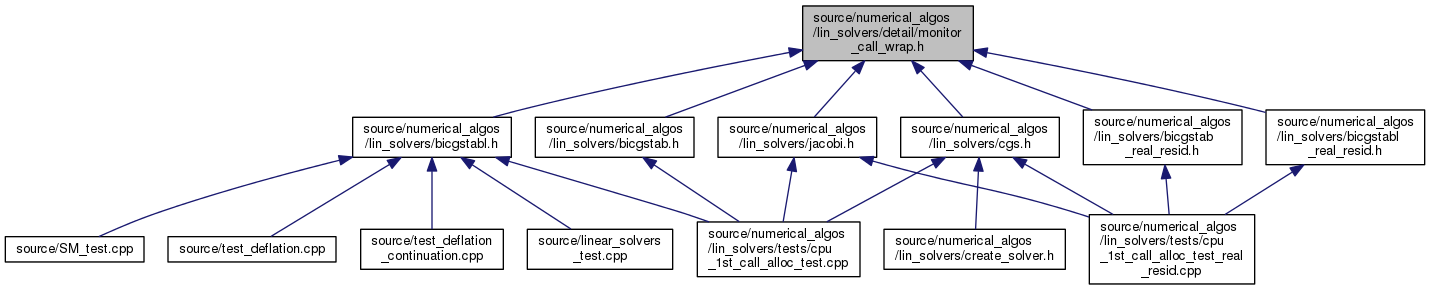 source/numerical_algos
/lin_solvers/detail/monitor
_call_wrap.h
source/numerical_algos
/lin_solvers/bicgstabl.h
source/numerical_algos
/lin_solvers/bicgstab.h
source/numerical_algos
/lin_solvers/jacobi.h
source/numerical_algos
/lin_solvers/cgs.h
source/numerical_algos
/lin_solvers/bicgstab
_real_resid.h
source/numerical_algos
/lin_solvers/bicgstabl
_real_resid.h
source/SM_test.cpp
source/test_deflation.cpp
source/test_deflation
_continuation.cpp
source/linear_solvers
_test.cpp
source/numerical_algos
/lin_solvers/tests/cpu
_1st_call_alloc_test.cpp
source/numerical_algos
/lin_solvers/create_solver.h
source/numerical_algos
/lin_solvers/tests/cpu
_1st_call_alloc_test_real
_resid.cpp